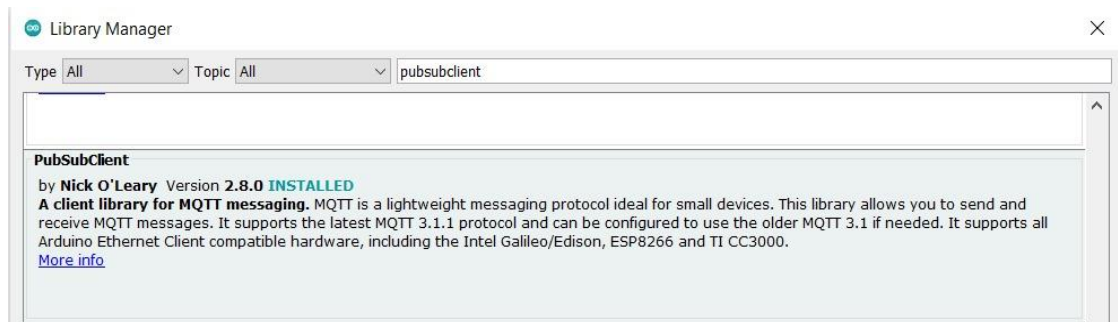 Library Manager
Type All Topic All pubsubclient
PubSubClient
by Nick O'Leary Version 2.8.0 INSTALLED
A client library for MQTT messaging. MQTT is a lightweight messaging protocol ideal for small devices. This library allows you to send and
receive MQTT messages. It supports the latest MQTT 3.1.1 protocol and can be configured to use the older MQTT 3.1 if needed. It supports all
Arduino Ethernet Client compatible hardware, including the Intel Galileo/Edison, ESP8266 and TI CC3000.
More info